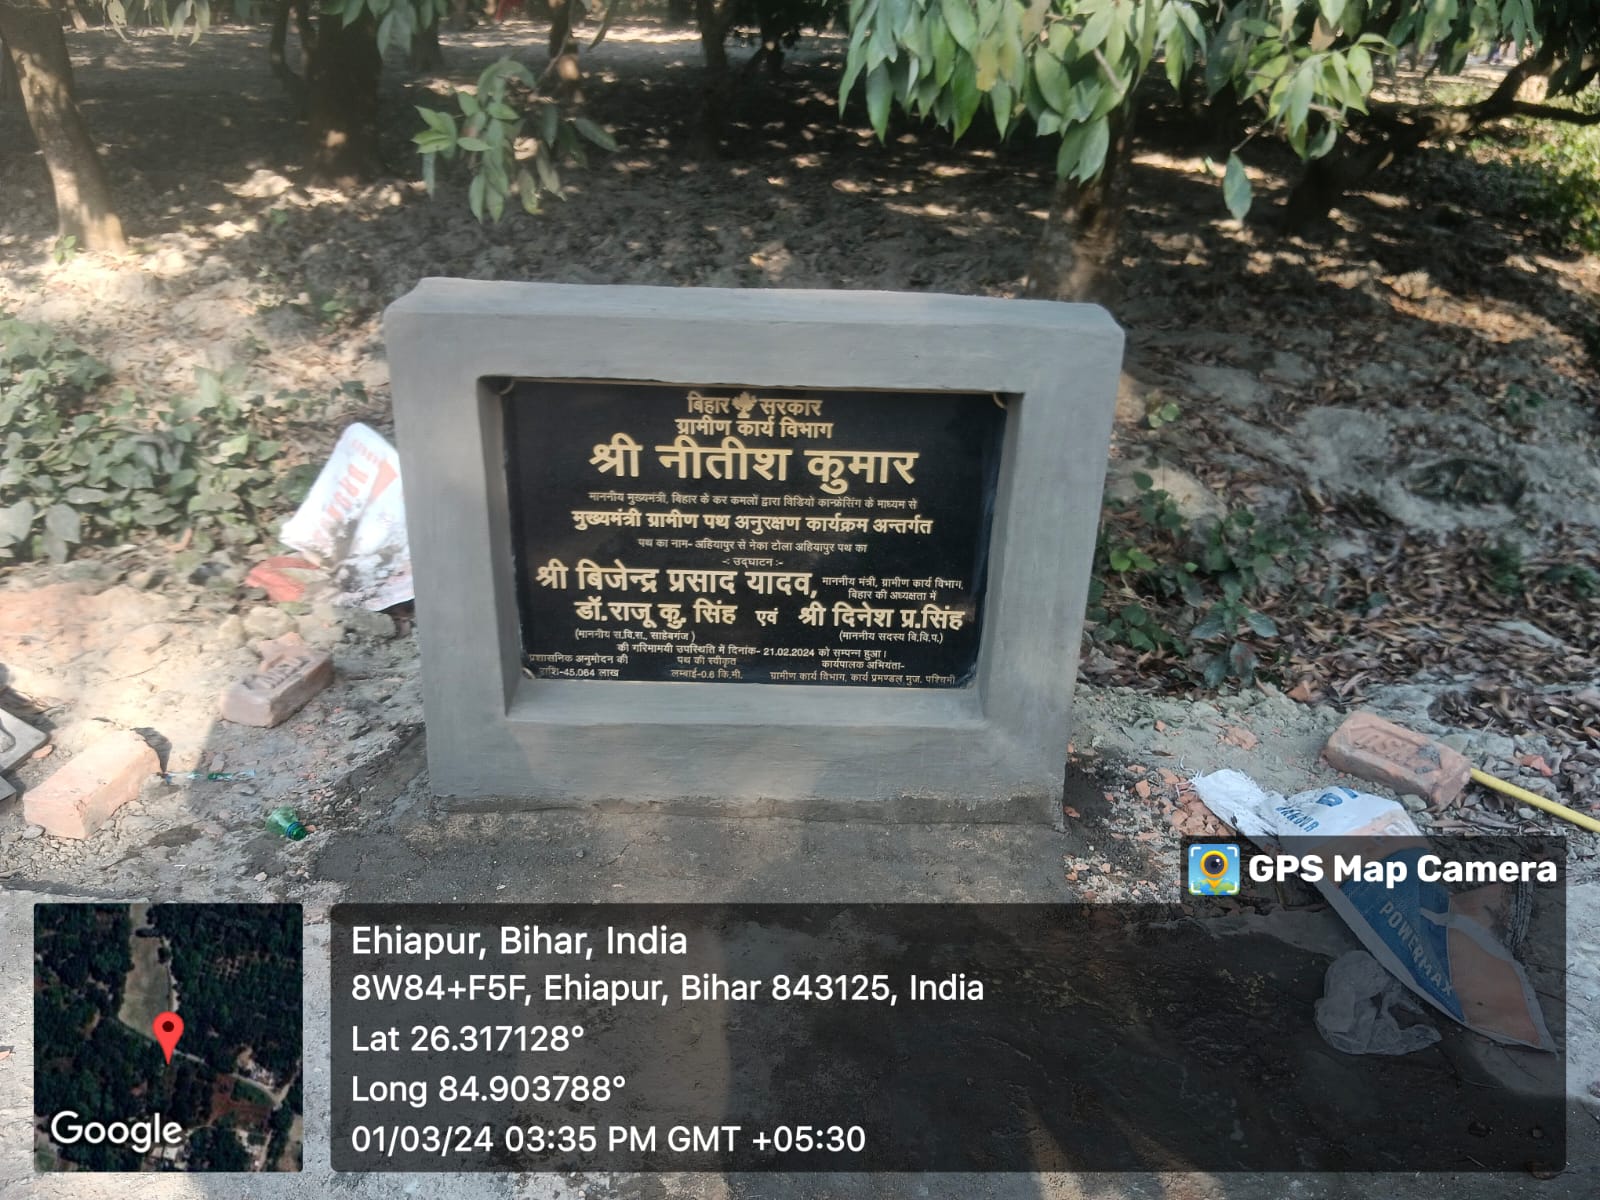 बिहार सरकार
ग्रामीण कार्य विभाग
श्री नीतीश कुमार
माननीय मुख्यमंत्री, बिहार के कर कमलों द्वारा विडियो कान्फ्रेसिंग के माध्यम से
मुख्यमंत्री ग्रामीण पथ अनुरक्षण कार्यक्रम अन्तर्गत
पथ का नाम- अहियापुर से नेका टोला अहियापुर पथ का
-: उद्घाटन :-
श्री बिजेन्द्र प्रसाद यादव, माननीय मंत्री, ग्रामीण कार्य विभाग,
बिहार की अध्यक्षता में
डॉ.राजू कु. सिंह एवं श्री दिनेश प्र.सिंह
(माननीय स.वि.स., साहेबगंज) (माननीय सदस्य बि.वि.प.)
की गरिमामयी उपस्थिति में दिनांक- 21.02.2024 को सम्पन्न हुआ।
प्रशासनिक अनुमोदन की पथ की स्वीकृत कार्यपालक अभियंता-
राशि-45.064 लाख लम्बाई-0.6 कि.मी. ग्रामीण कार्य विभाग, कार्य प्रमण्डल मुज. पश्चिमी
POWERMAX
GPS Map Camera
Ehiapur, Bihar, India
8W84+F5F, Ehiapur, Bihar 843125, India
Lat 26.317128°
Long 84.903788°
01/03/24 03:35 PM GMT +05:30
Google